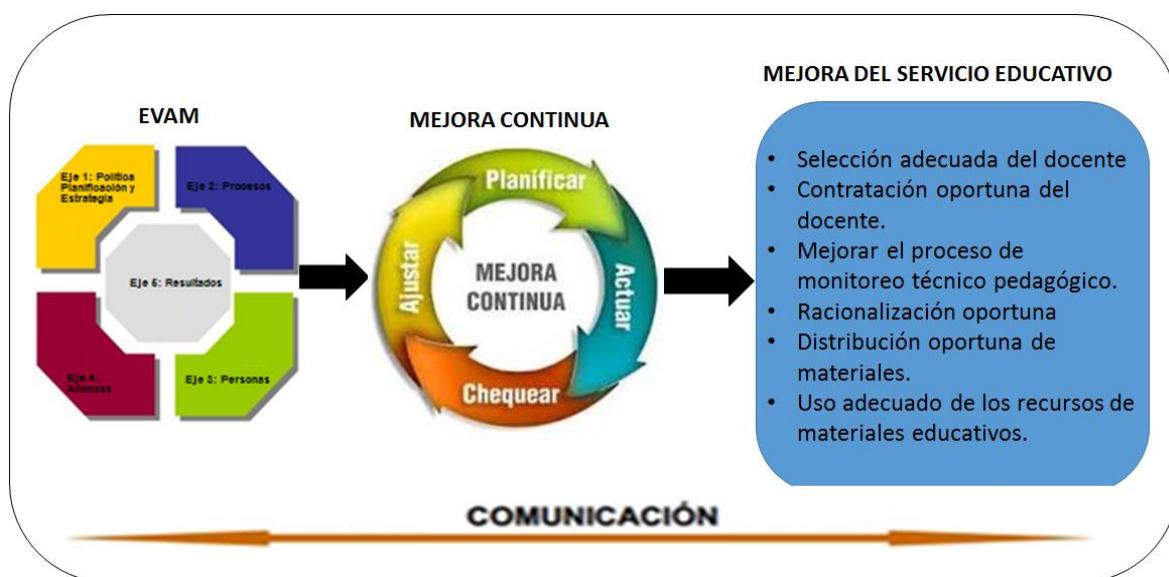 EVAM
Eje 1: Política
Planificación y
Estrategia
Eje 2: Procesos
Eje 5: Resultados
Eje 4:
Alianzas
Eje 3: Personas
MEJORA CONTINUA
Planificar
Actuar
Chequear
Ajustar
MEJORA
CONTINUA
MEJORA DEL SERVICIO EDUCATIVO
• Selección adecuada del docente
• Contratación oportuna del
docente.
• Mejorar el proceso de
monitoreo técnico pedagógico.
• Racionalización oportuna
• Distribución oportuna de
materiales.
• Uso adecuado de los recursos de
materiales educativos.
COMUNICACIÓN